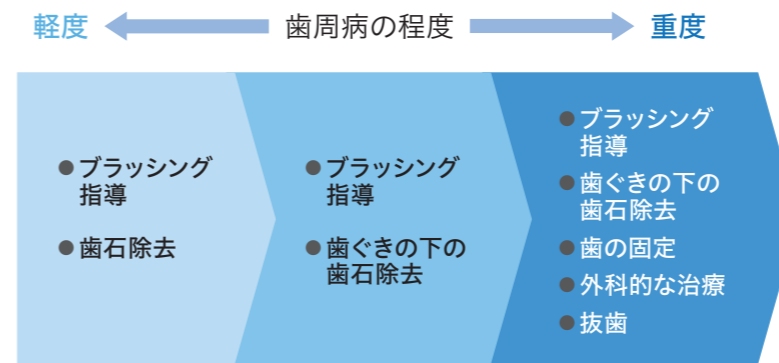 軽度 歯周病の程度 重度
●ブラッシング
指導
●歯石除去
●ブラッシング
指導
●歯ぐきの下の
歯石除去
●ブラッシング
指導
●歯ぐきの下の
歯石除去
●歯の固定
●外科的な治療
●抜歯